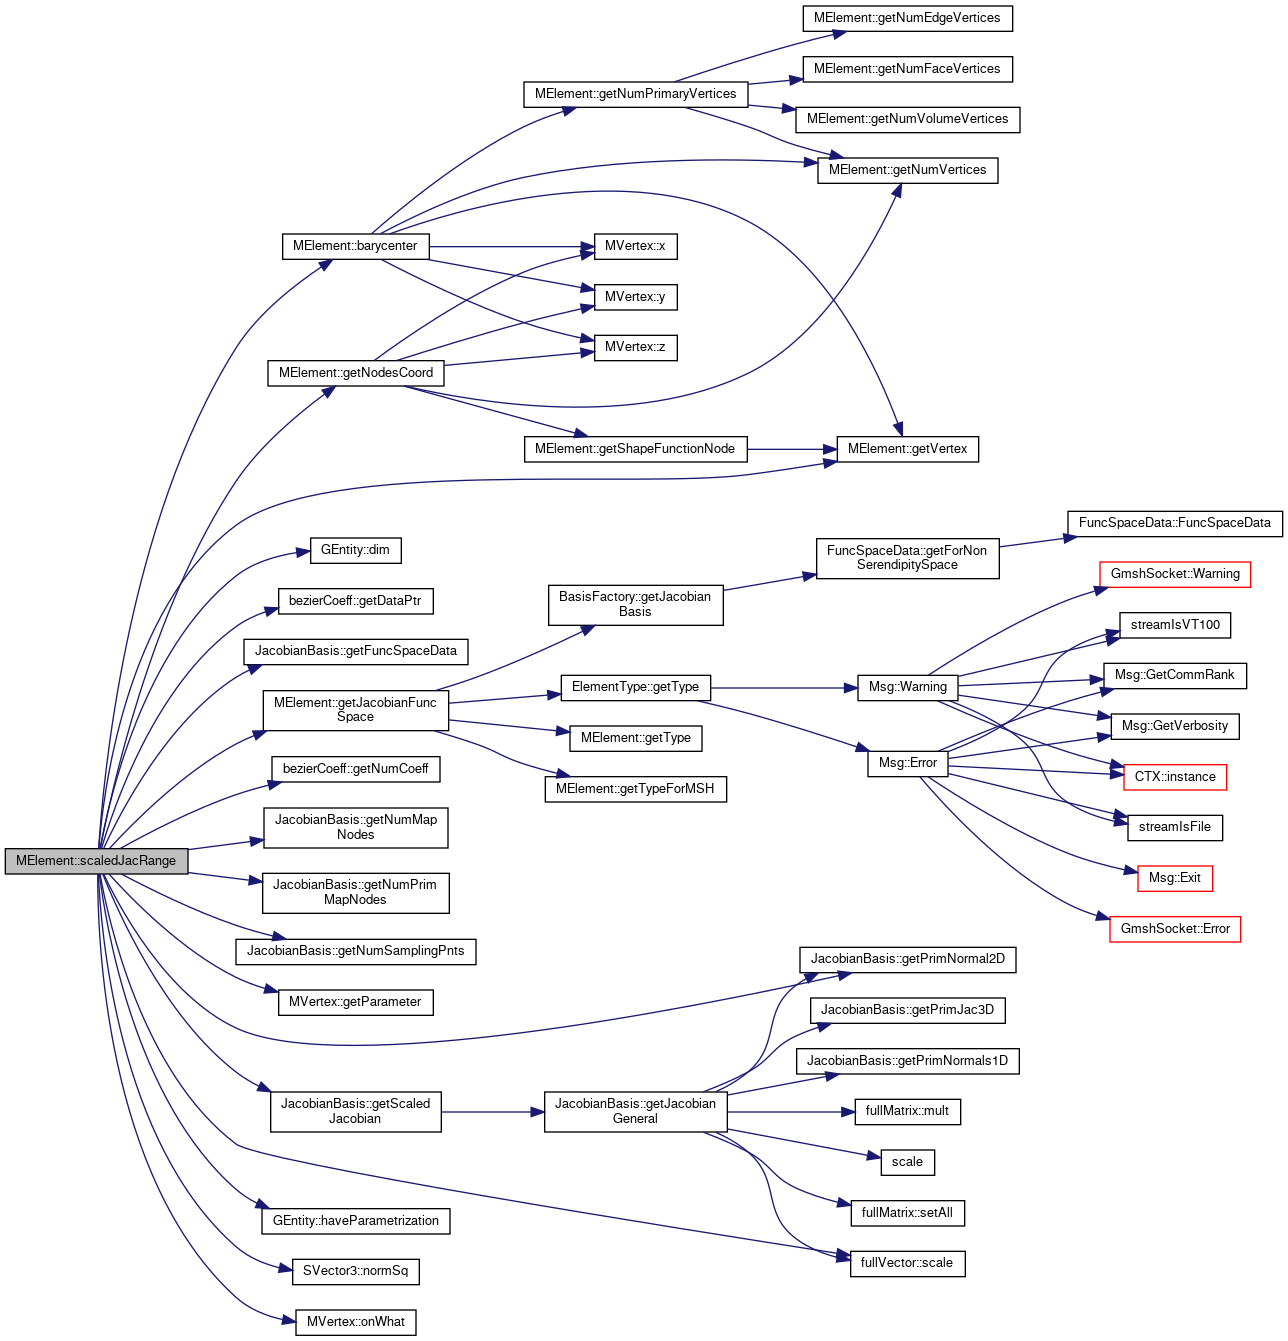 MElement::getNumEdgeVertices
MElement::getNumFaceVertices
MElement::getNumPrimaryVertices
MElement::getNumVolumeVertices
MElement::getNumVertices
MElement::barycenter
MVertex::x
MVertex::y
MVertex::z
MElement::getNodesCoord
MElement::getShapeFunctionNode
MElement::getVertex
FuncSpaceData::FuncSpaceData
GEntity::dim
FuncSpaceData::getForNon
SerendipitySpace
GmshSocket::Warning
bezierCoeff::getDataPtr
BasisFactory::getJacobian
Basis
streamIsVT100
JacobianBasis::getFuncSpaceData
MElement::getJacobianFunc
Space
ElementType::getType
Msg::Warning
Msg::GetCommRank
Msg::GetVerbosity
MElement::getType
Msg::Error
bezierCoeff::getNumCoeff
CTX::instance
MElement::getTypeForMSH
JacobianBasis::getNumMap
Nodes
streamIsFile
MElement::scaledJacRange
Msg::Exit
JacobianBasis::getNumPrim
MapNodes
GmshSocket::Error
JacobianBasis::getNumSamplingPnts
JacobianBasis::getPrimNormal2D
MVertex::getParameter
JacobianBasis::getPrimJac3D
JacobianBasis::getPrimNormals1D
JacobianBasis::getScaled
Jacobian
JacobianBasis::getJacobian
General
fullMatrix::mult
scale
GEntity::haveParametrization
fullMatrix::setAll
SVector3::normSq
fullVector::scale
MVertex::onWhat